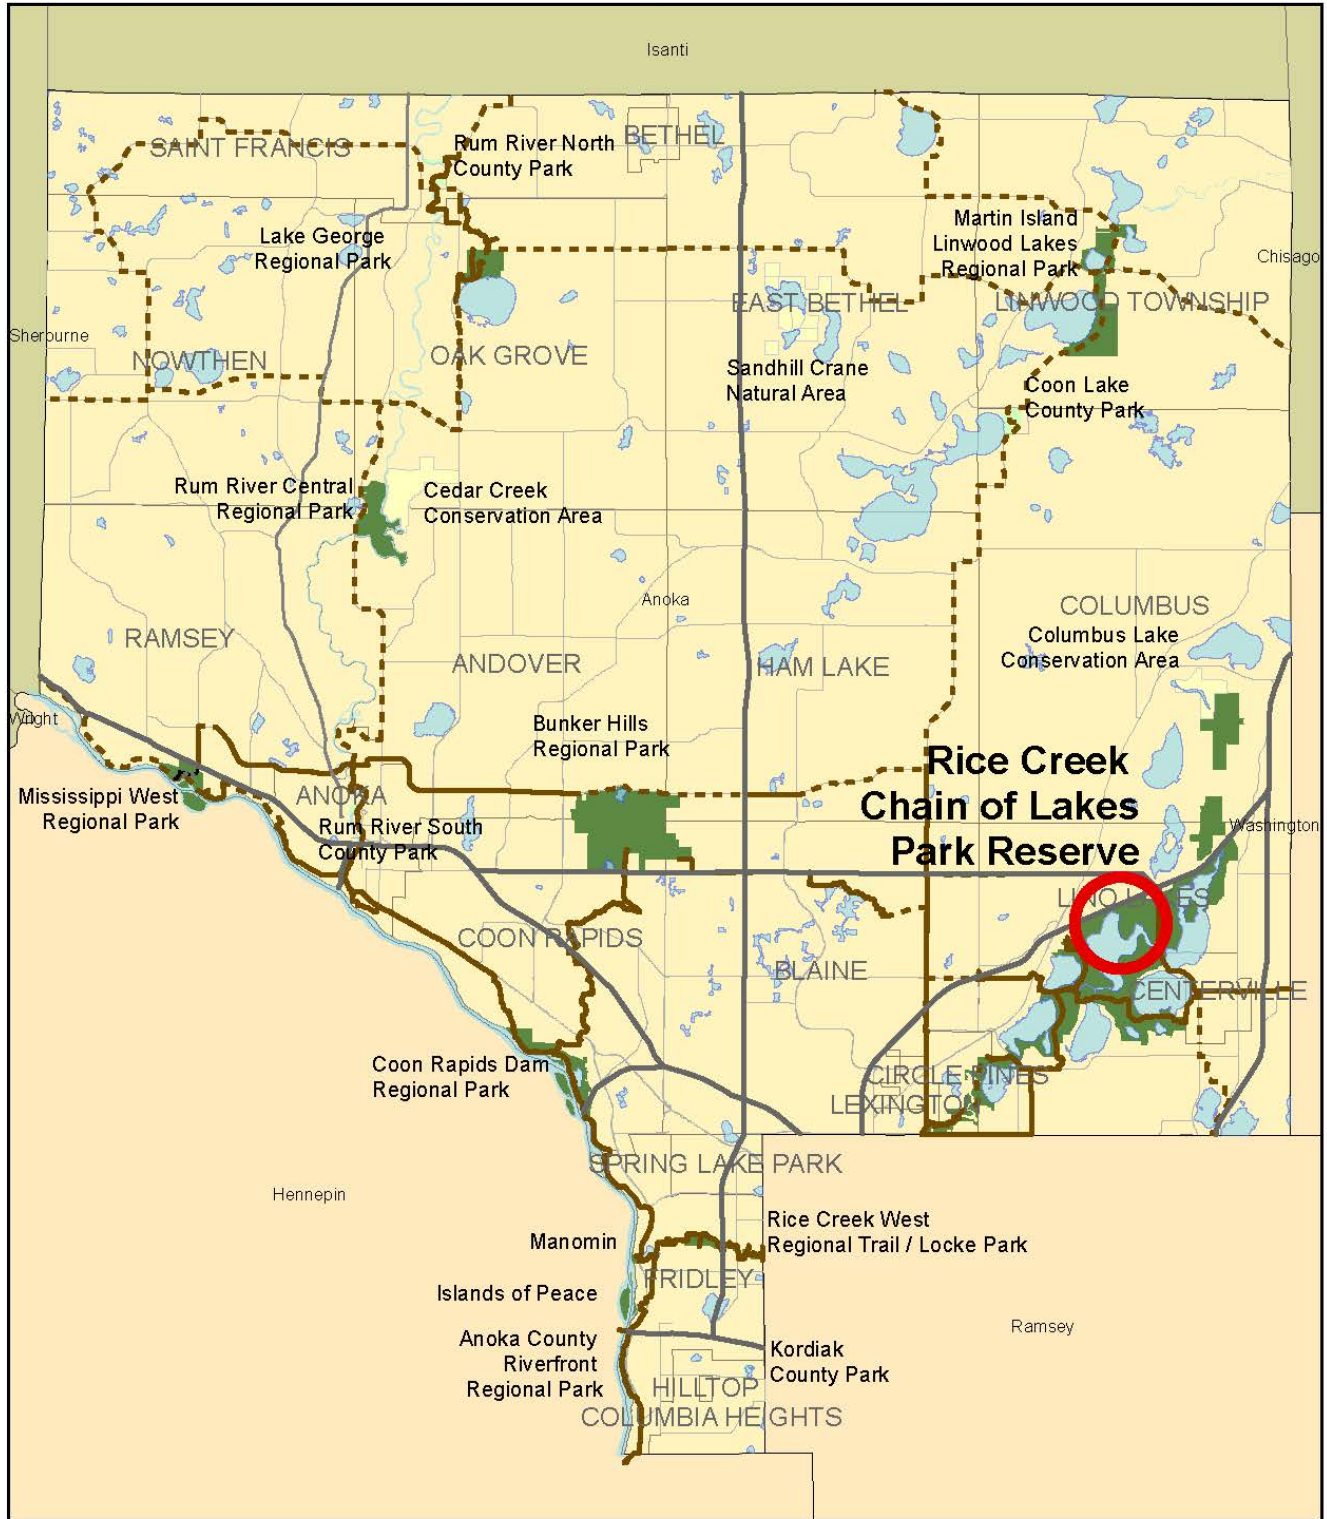 Isanti
BETHEL
Rum River North
County Park
SAINT FRANCIS
Martin Island
Linwood Lakes
Regional Park
Lake George
Regional Park
Chisago
EAST BETHEL
LINWOOD TOWNSHIP
Sherburne
NOWTHEN
OAK GROVE
Sandhill Crane
Natural Area
Coon Lake
County Park
Rum River Central
Regional Park
Cedar Creek
Conservation Area
Anoka
COLUMBUS
Columbus Lake
Conservation Area
RAMSEY
ANDOVER
HAM LAKE
Wright
Bunker Hills
Regional Park
Rice Creek
Chain of Lakes
Park Reserve
Mississippi West
Regional Park
ANOKA
Rum River South
County Park
Washington
LINO LAKES
COON RAPIDS
BLAINE
CENTERVILLE
Coon Rapids Dam
Regional Park
CIRCLE PINES
LEXINGTON
SPRING LAKE PARK
Hennepin
Rice Creek West
Regional Trail / Locke Park
Manomin
FRIDLEY
Islands of Peace
Ramsey
Anoka County
Riverfront
Regional Park
Kordiak
County Park
HILLTOP
COLUMBIA HEIGHTS